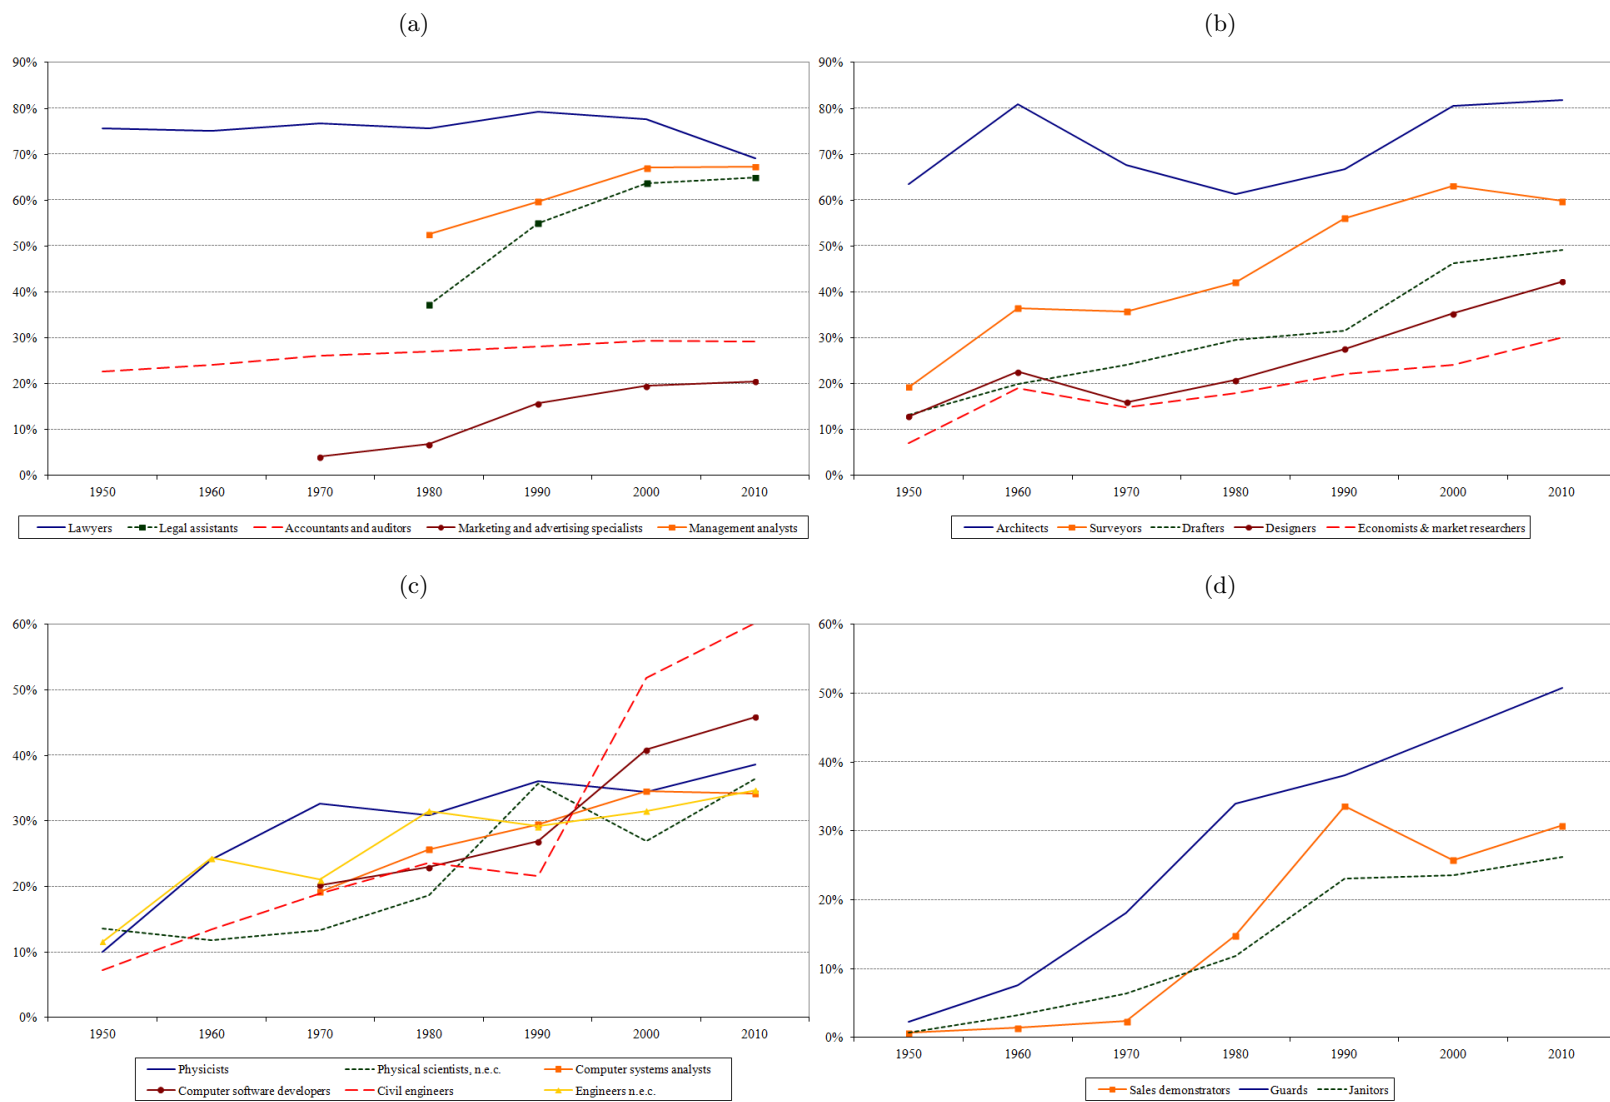 (a)
90%
80%
70%
60%
50%
40%
30%
20%
10%
0%
1950 1960 1970 1980 1990 2000 2010
Lawyers Legal assistants Accountants and auditors Marketing and advertising specialists Management analysts
(b)
90%
80%
70%
60%
50%
40%
30%
20%
10%
0%
1950 1960 1970 1980 1990 2000 2010
Architects Surveyors Drafters Designers Economists & market researchers
(c)
60%
50%
40%
30%
20%
10%
0%
1950 1960 1970 1980 1990 2000 2010
Physicists Physical scientists, n.e.c. Computer systems analysts
Computer software developers Civil engineers Engineers n.e.c.
(d)
60%
50%
40%
30%
20%
10%
0%
1950 1960 1970 1980 1990 2000 2010
Sales demonstrators Guards Janitors